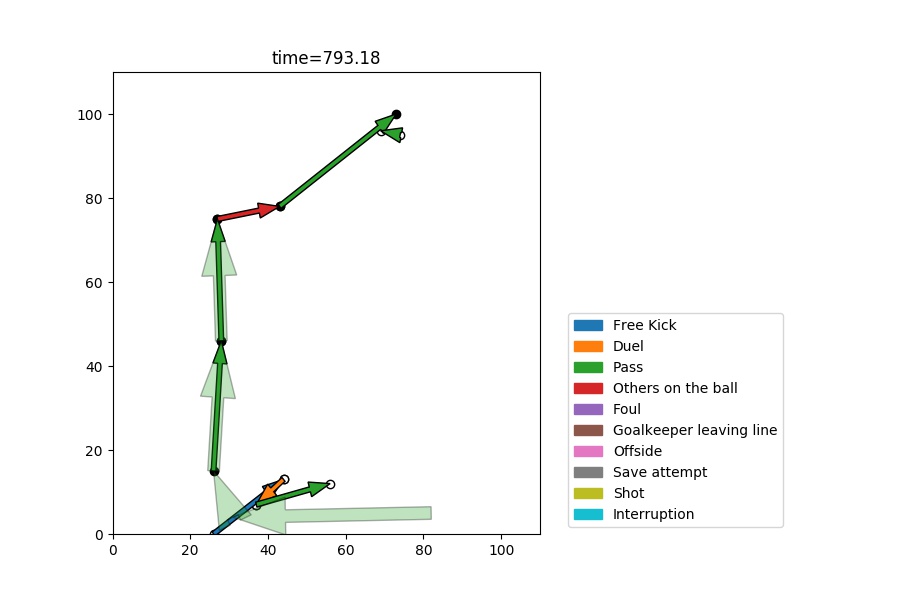 time=793.18
100
80
60
40
20
0
0 20 40 60 80 100
Free Kick
Duel
Pass
Others on the ball
Foul
Goalkeeper leaving line
Offside
Save attempt
Shot
Interruption